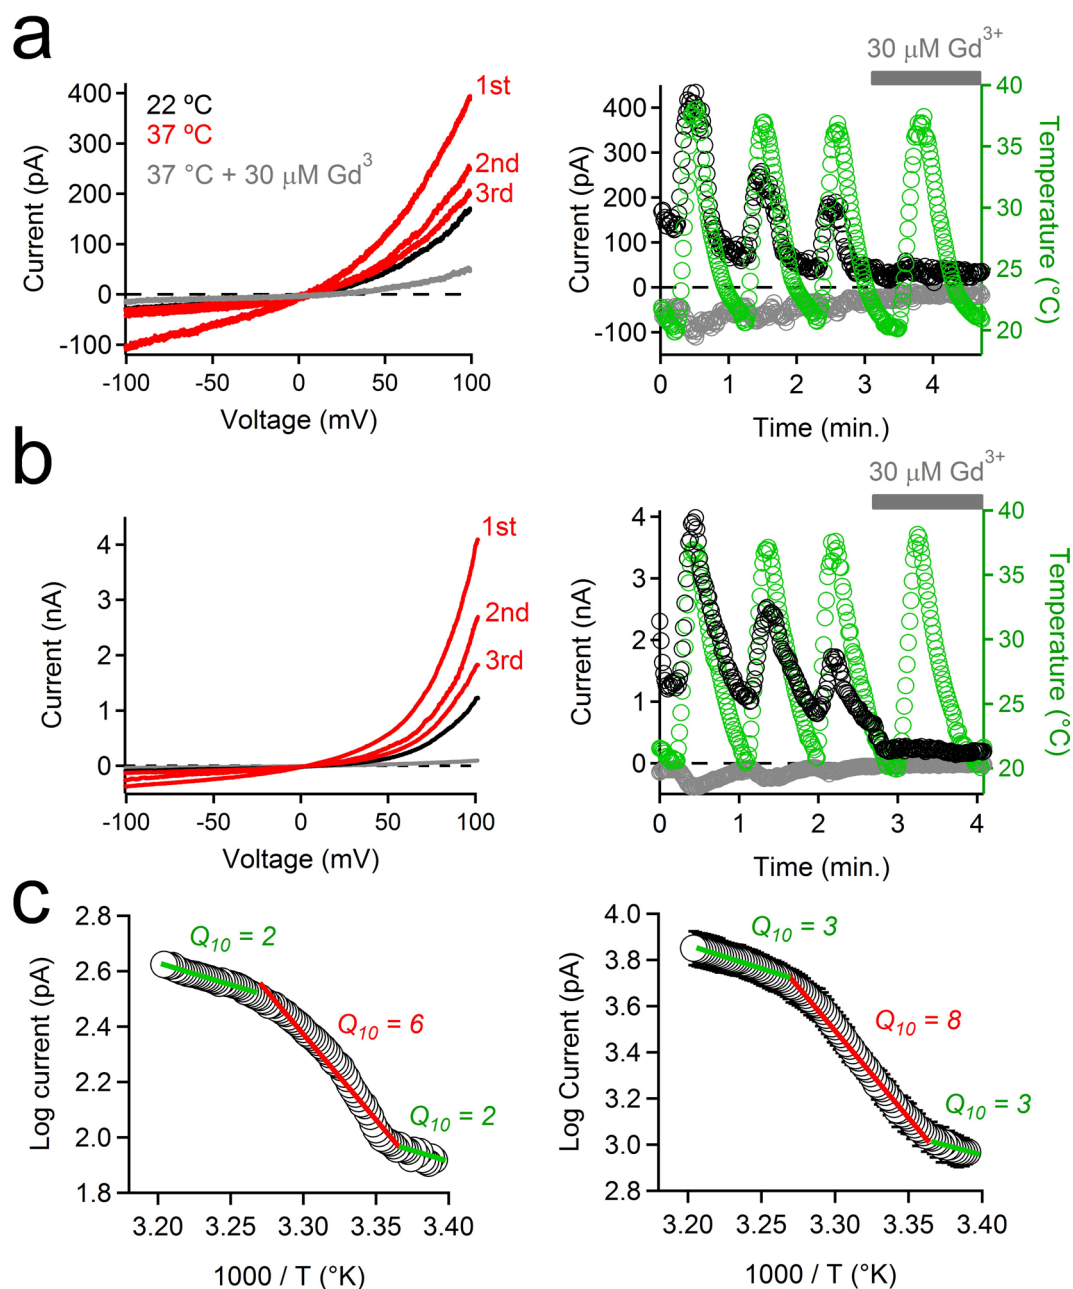 a
22 ºC
37 ºC
37 °C + 30 μM Gd3
1st
2nd
3rd
Current (pA)
400
300
200
100
0
-100
-100
-50
0
50
100
Voltage (mV)
30 μM Gd3+
Current (pA)
400
300
200
100
0
-100
40
35
30
25
20
Temperature (°C)
0
1
2
3
4
Time (min.)
b
1st
2nd
3rd
Current (nA)
4
2
1
0
-100
-50
0
50
100
Voltage (mV)
30 μM Gd3+
Current (nA)
4
3
2
1
0
40
35
30
25
20
Temperature (°C)
0
1
2
3
4
Time (min.)
c
Log current (pA)
2.8
2.6
2.4
2.2
2.0
1.8
Q10 = 2
Q10 = 6
Q10 = 2
3.20
3.25
3.30
3.35
3.40
1000 / T (°K)
Log Current (pA)
4.0
3.8
3.6
3.4
3.2
3.0
2.8
Q10 = 3
Q10 = 8
Q10 = 3
3.20
3.25
3.30
3.35
3.40
1000 / T (°K)